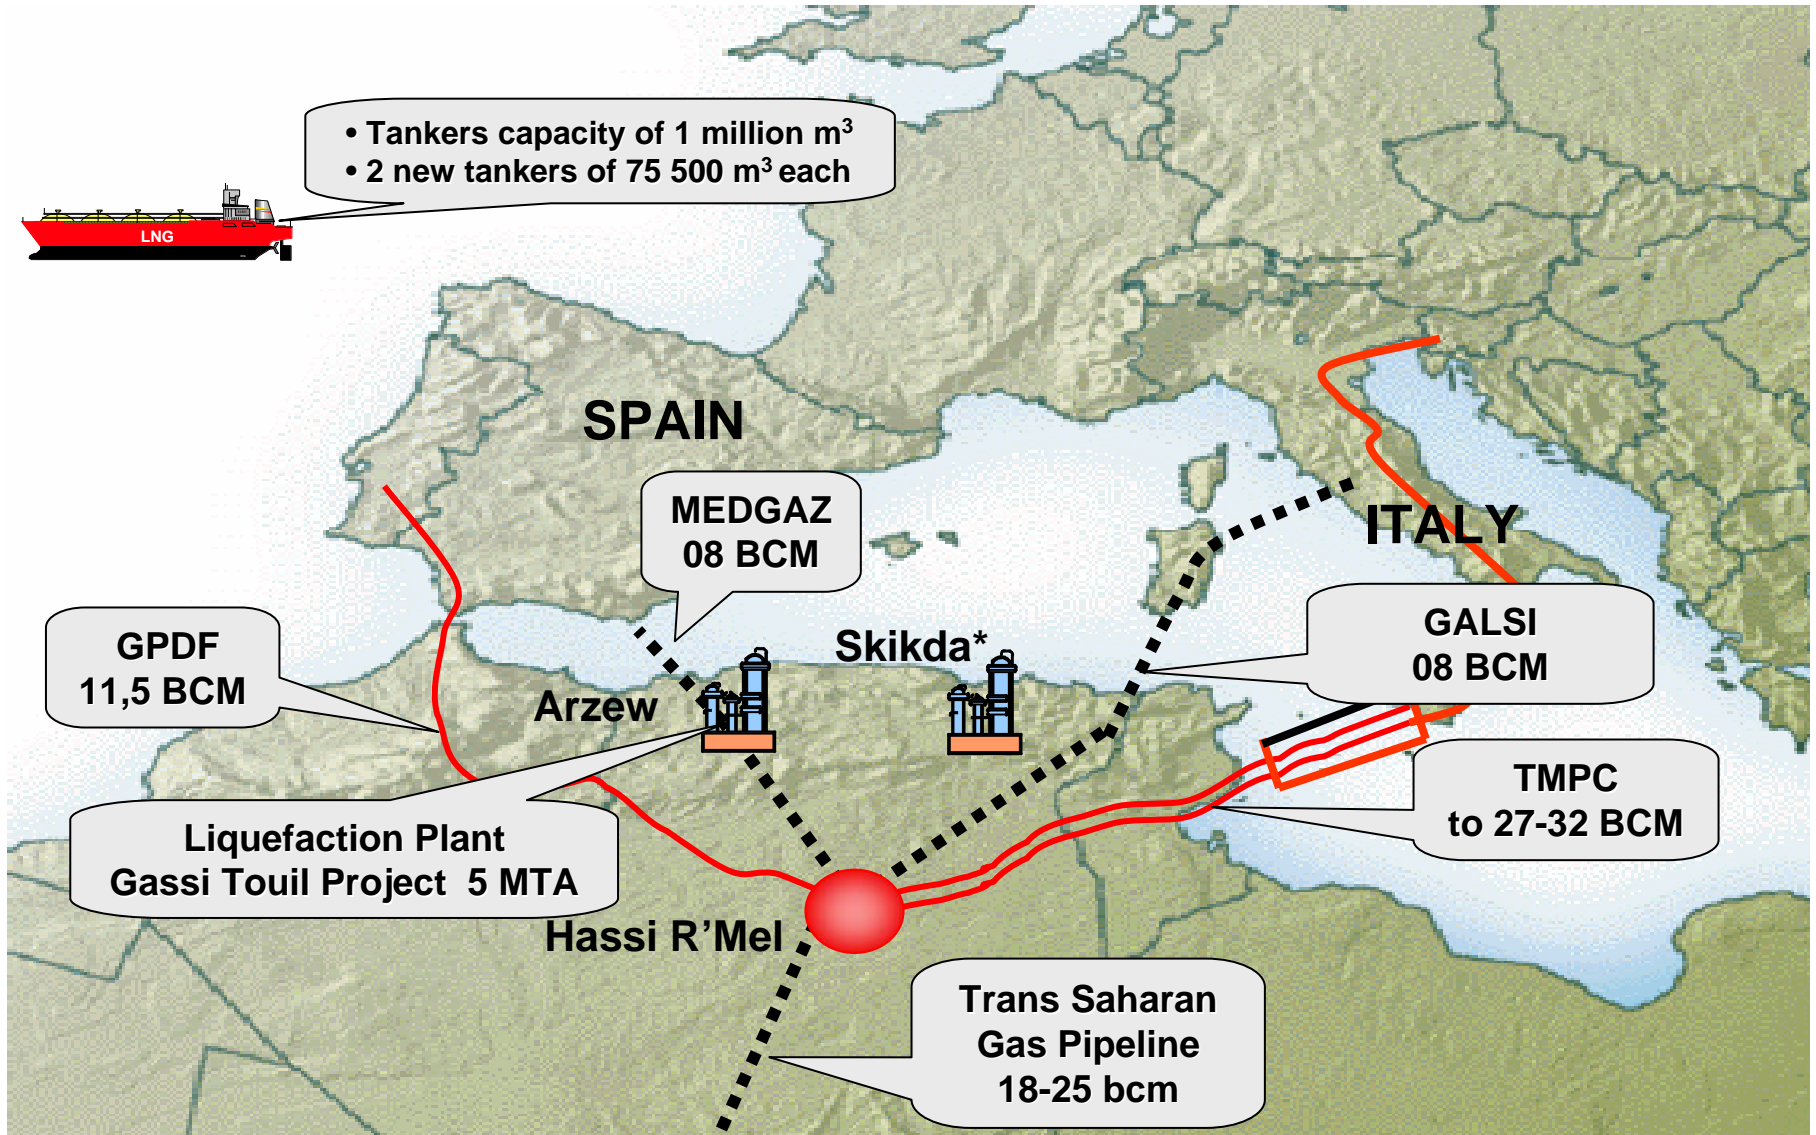 • Tankers capacity of 1 million m³
• 2 new tankers of 75 500 m³ each
LNG
SPAIN
MEDGAZ
08 BCM
ITALY
GPDF
11,5 BCM
Skikda*
GALSI
08 BCM
Arzew
TMPC
to 27-32 BCM
Liquefaction Plant
Gassi Touil Project 5 MTA
Hassi R’Mel
Trans Saharan
Gas Pipeline
18-25 bcm